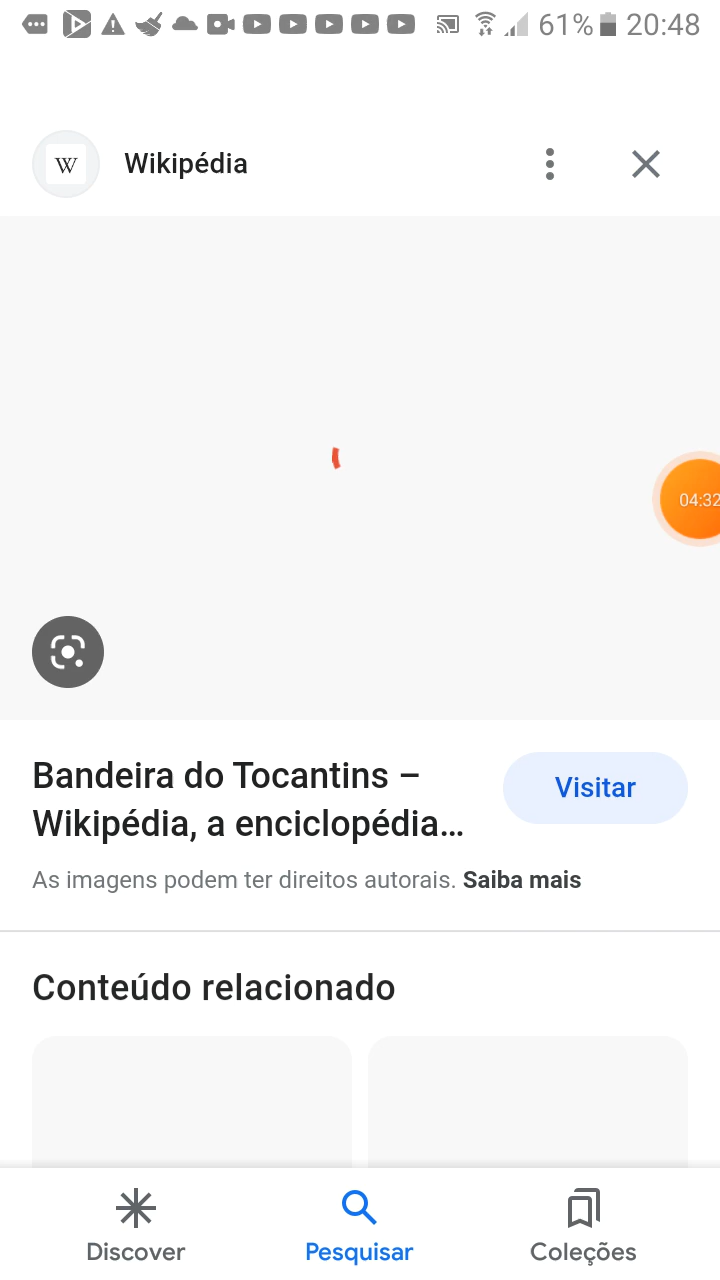 61% 20:48
W Wikipédia
04:32
Bandeira do Tocantins –
Wikipédia, a enciclopédia...
Visitar
As imagens podem ter direitos autorais. Saiba mais
Conteúdo relacionado
Discover Pesquisar Coleções